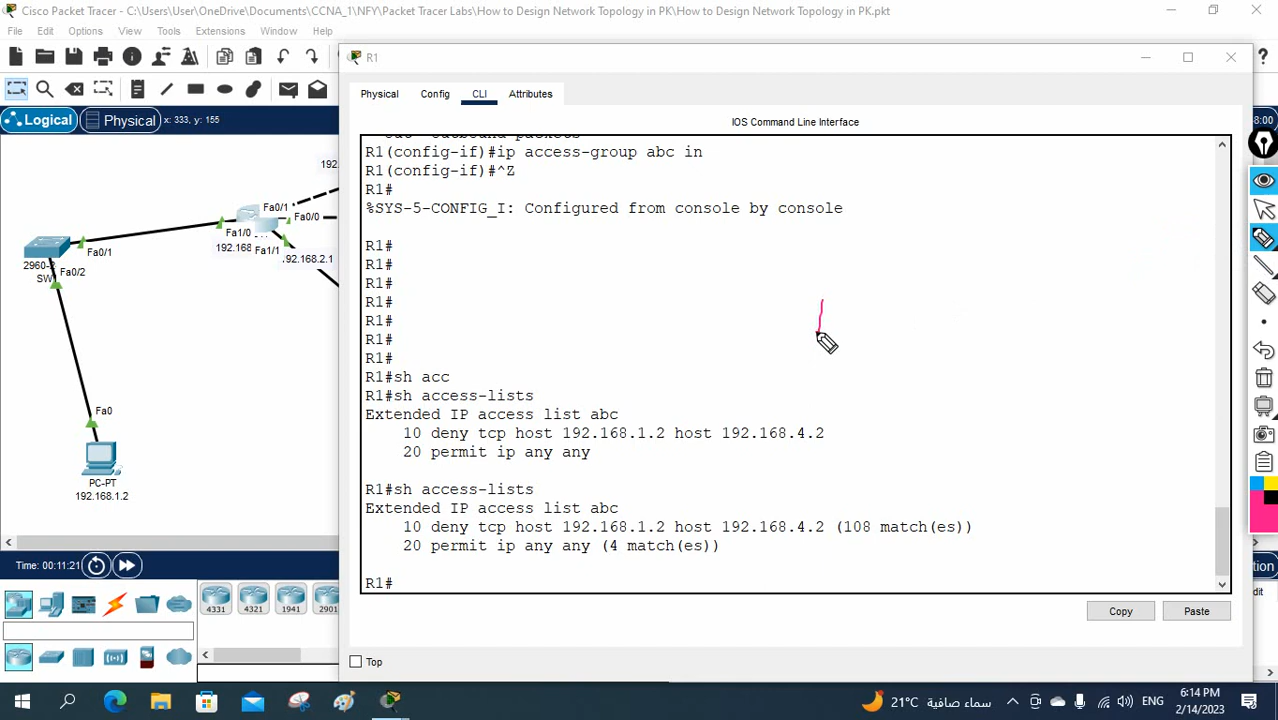 Cisco Packet Tracer - C:\Users\User\OneDrive\Documents\CCNA_1\NFY\Packet Tracer Labs\How to Design Network Topology in PK\How to Design Network Topology in PK.pkt
File Edit Options View Tools Extensions Window Help
R1
Physical Config CLI Attributes
Logical Physical x: 333, y: 155
IOS Command Line Interface
R1(config-if)#ip access-group abc in
R1(config-if)#^Z
R1#
%SYS-5-CONFIG_I: Configured from console by console
R1#
R1#
R1#
R1#
R1#
R1#
R1#
R1#sh acc
R1#sh access-lists
Extended IP access list abc
10 deny tcp host 192.168.1.2 host 192.168.4.2
20 permit ip any any
R1#sh access-lists
Extended IP access list abc
10 deny tcp host 192.168.1.2 host 192.168.4.2 (108 match(es))
20 permit ip any any (4 match(es))
R1#
Copy Paste
Top
Fa0/1
Fa0/0
Fa1/0
192.168
Fa1/1
192.168.2.1
Fa0/1
2960-
SW
Fa0/2
Fa0
PC-PT
192.168.1.2
Time: 00:11:21
4331 4321 1941 2901
21°C سماء صافية
ENG
6:14 PM
2/14/2023